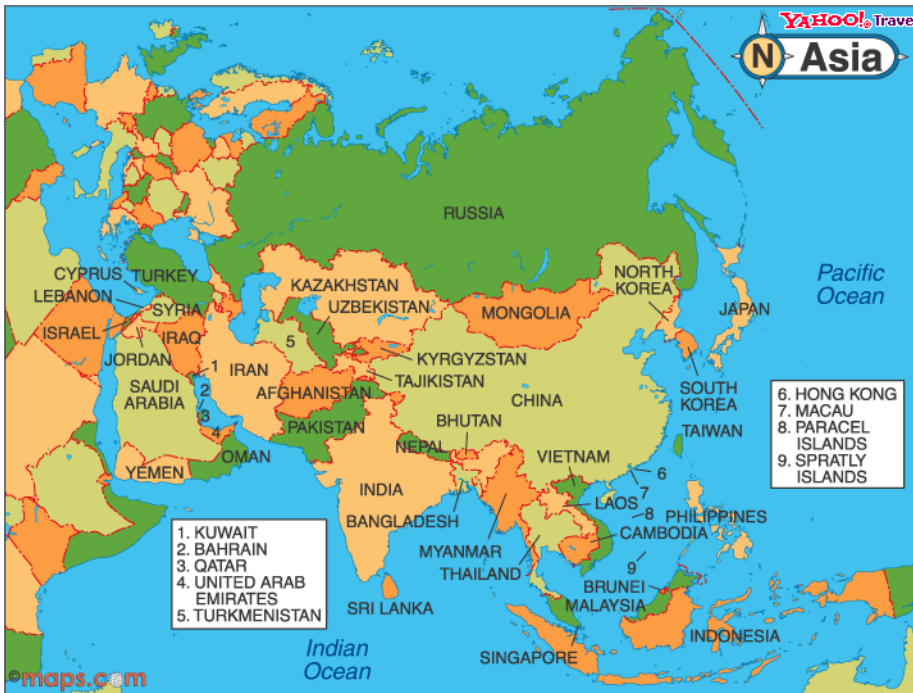 YAHOO! Travel
N Asia
RUSSIA
CYPRUS
TURKEY
LEBANON
SYRIA
ISRAEL
IRAQ
JORDAN
SAUDI
ARABIA
1
2
3
4
IRAN
YEMEN
OMAN
KAZAKHSTAN
UZBEKISTAN
5
KYRGYZSTAN
TAJIKISTAN
AFGHANISTAN
PAKISTAN
MONGOLIA
NORTH
KOREA
JAPAN
SOUTH
KOREA
Pacific
Ocean
CHINA
TAIWAN
NEPAL
BHUTAN
INDIA
BANGLADESH
MYANMAR
THAILAND
VIETNAM
LAOS
CAMBODIA
6
7
8
9
PHILIPPINES
BRUNEI
MALAYSIA
SINGAPORE
INDONESIA
SRI LANKA
6. HONG KONG
7. MACAU
8. PARACEL
ISLANDS
9. SPRATLY
ISLANDS
1. KUWAIT
2. BAHRAIN
3. QATAR
4. UNITED ARAB
EMIRATES
5. TURKMENISTAN
Indian
Ocean
©maps.com